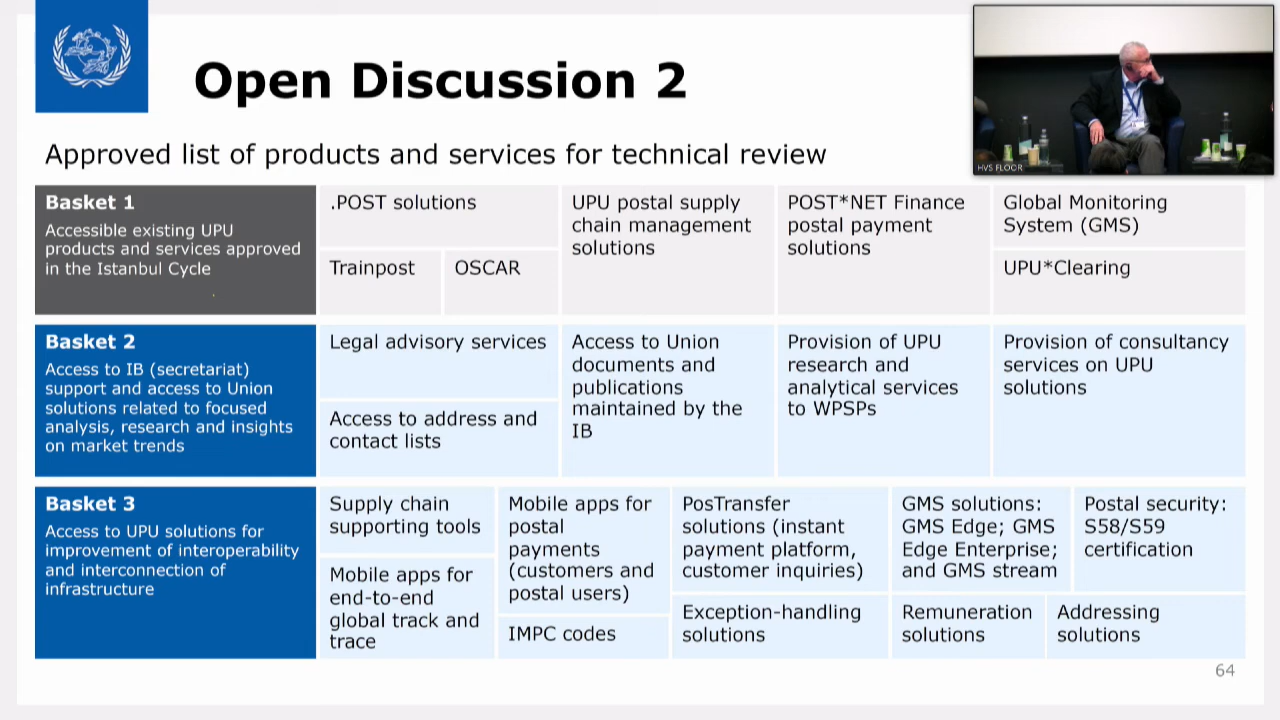 Open Discussion 2
HVS FLOOR
Approved list of products and services for technical review
Basket 1
Accessible existing UPU
products and services approved
in the Istanbul Cycle
.POST solutions
Trainpost
OSCAR
UPU postal supply
chain management
solutions
POST*NET Finance
postal payment
solutions
Global Monitoring
System (GMS)
UPU*Clearing
Basket 2
Access to IB (secretariat)
support and access to Union
solutions related to focused
analysis, research and insights
on market trends
Legal advisory services
Access to address and
contact lists
Access to Union
documents and
publications
maintained by the
IB
Provision of UPU
research and
analytical services
to WPSPs
Provision of consultancy
services on UPU
solutions
Basket 3
Access to UPU solutions for
improvement of interoperability
and interconnection of
infrastructure
Supply chain
supporting tools
Mobile apps for
end-to-end
global track and
trace
Mobile apps for
postal
payments
(customers and
postal users)
IMPC codes
PosTransfer
solutions (instant
payment platform,
customer inquiries)
Exception-handling
solutions
GMS solutions:
GMS Edge; GMS
Edge Enterprise;
and GMS stream
Remuneration
solutions
Postal security:
S58/S59
certification
Addressing
solutions
64